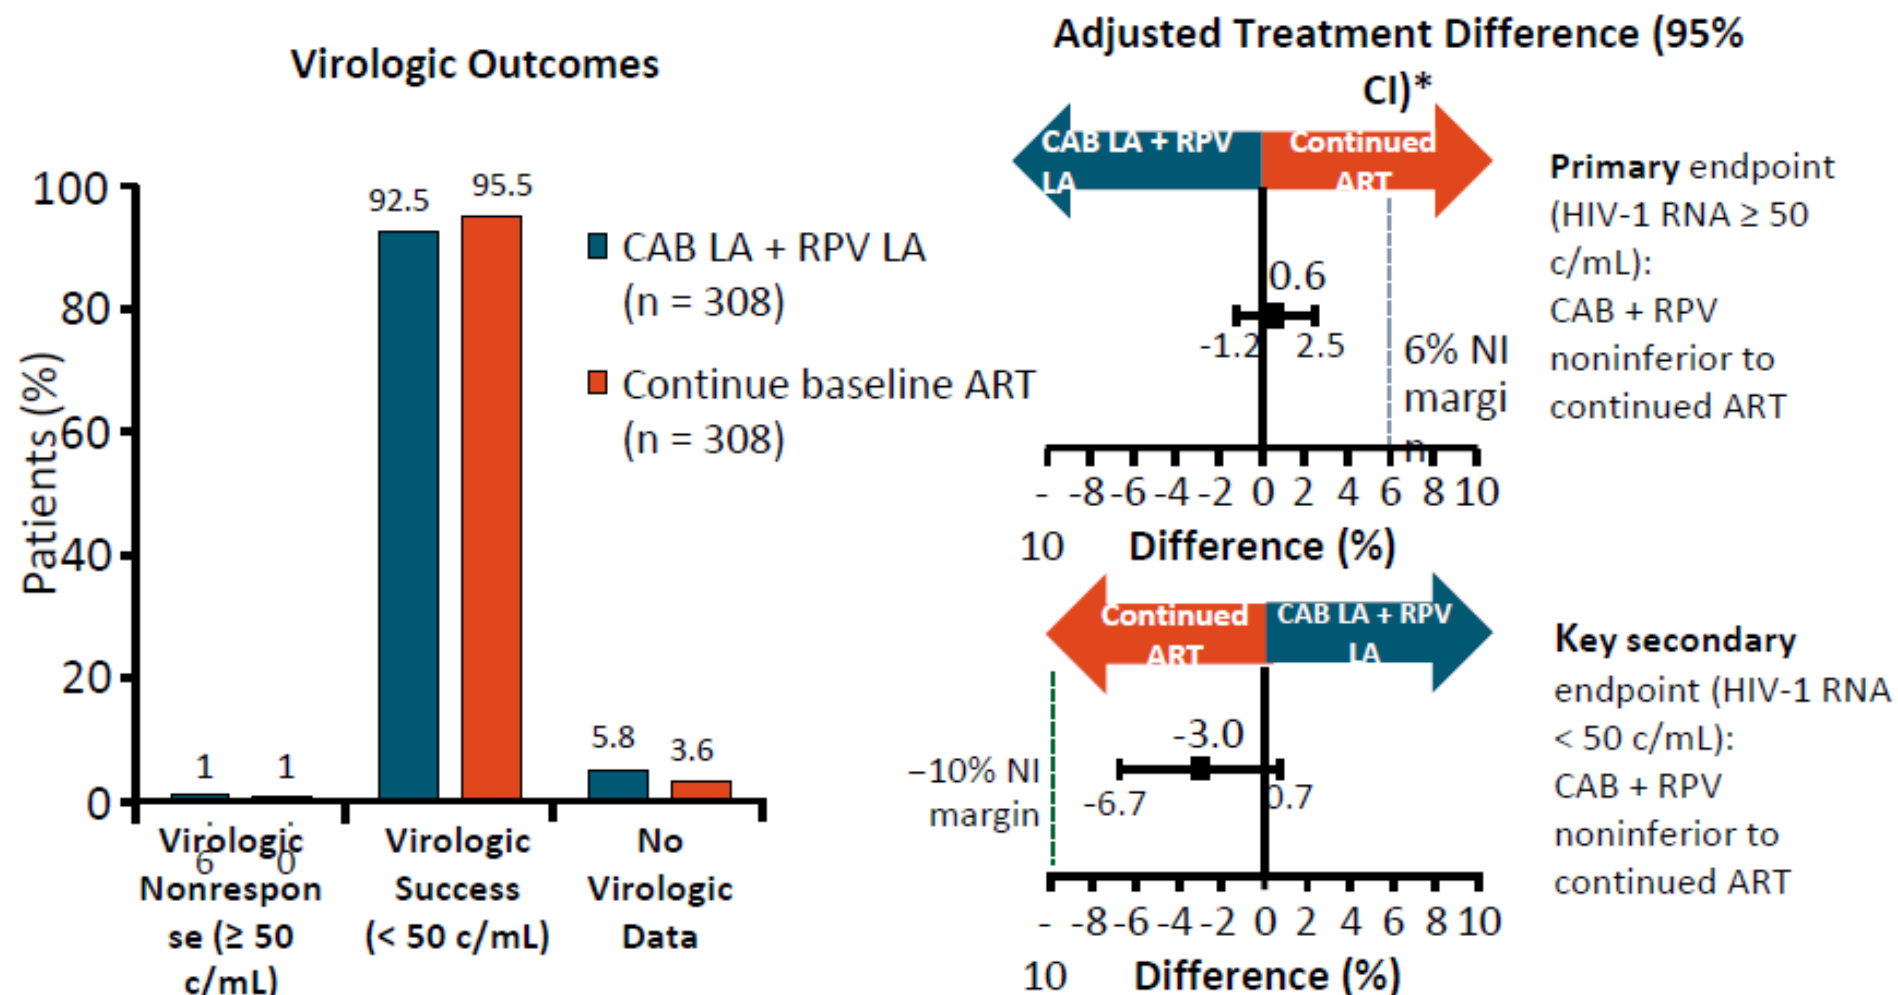 Virologic Outcomes
100
80
60
40
20
0
Patients (%)
92.5
95.5
5.8
3.6
1
.
6
1
.
0
CAB LA + RPV LA
(n = 308)
Continue baseline ART
(n = 308)
Virologic
Nonrespon
se (≥ 50
c/mL)
Virologic
Success
(< 50 c/mL)
No
Virologic
Data
Adjusted Treatment Difference (95%
CI)*
CAB LA + RPV
LA
Continued
ART
0.6
-1.2
2.5
6% NI
margi
n
-
10
-8 -6 -4 -2 0 2 4 6 8 10
Difference (%)
Primary endpoint
(HIV-1 RNA ≥ 50
c/mL):
CAB + RPV
noninferior to
continued ART
Continued
ART
CAB LA + RPV
LA
-3.0
-6.7
0.7
−10% NI
margin
-
10
-8 -6 -4 -2 0 2 4 6 8 10
Difference (%)
Key secondary
endpoint (HIV-1 RNA
< 50 c/mL):
CAB + RPV
noninferior to
continued ART